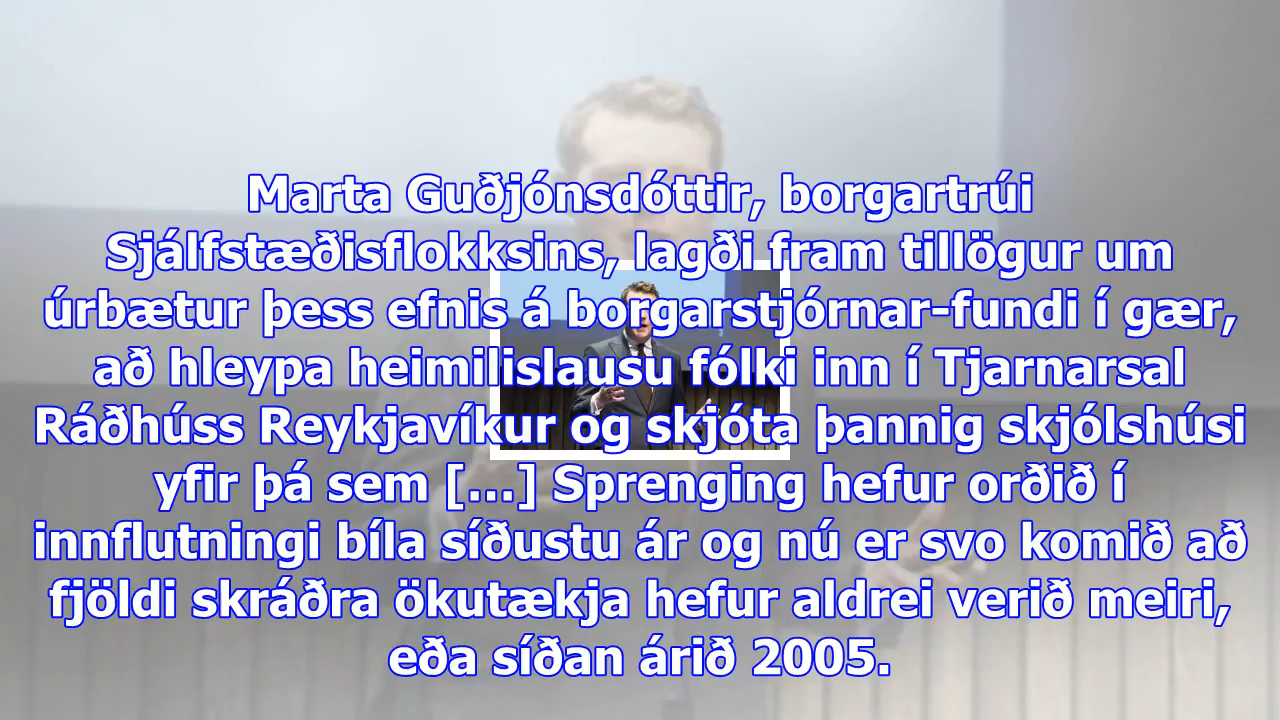 Marta Guðjónsdóttir, borgartrúi
Sjálfstæðisflokksins, lagði fram tillögur um
úrbætur þess efnis á borgarstjórnar-fundi í gær,
að hleypa heimilislausu fólki inn í Tjarnarsal
Ráðhúss Reykjavíkur og skjóta þannig skjólshúsi
yfir þá sem [...] Sprenging hefur orðið í
innflutningi bíla síðustu ár og nú er svo komið að
fjöldi skráðra ökutækja hefur aldrei verið meiri,
eða síðan árið 2005.